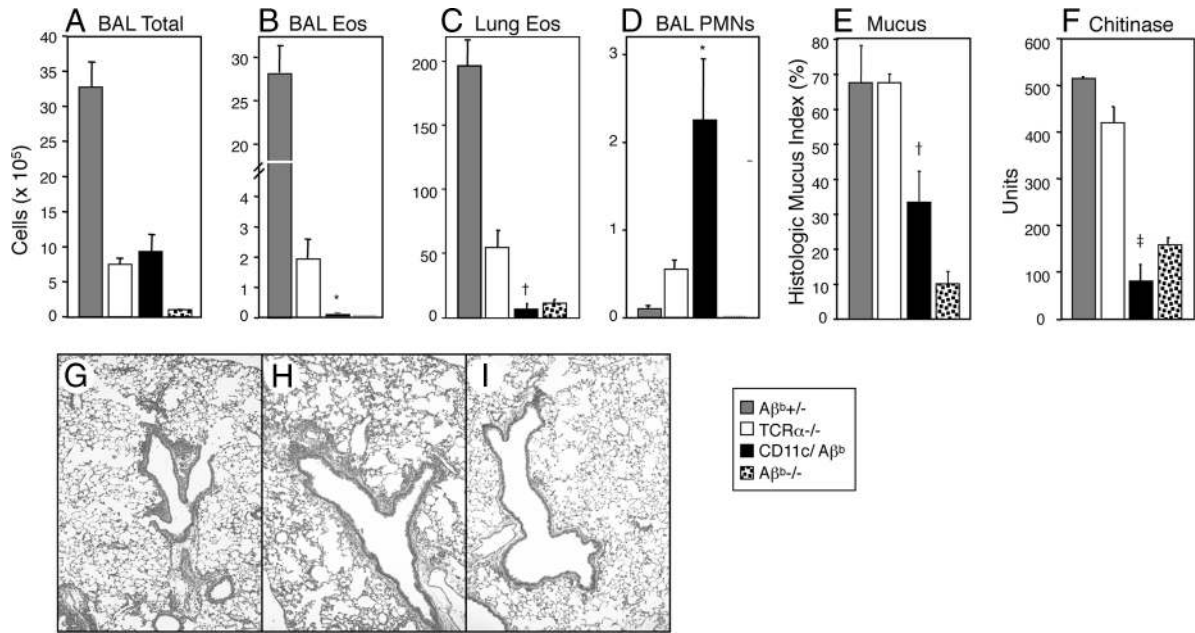 A BAL Total
B BAL Eos
C Lung Eos
D BAL PMNs
E Mucus
F Chitinase
Cells (x 10⁵)
40
35
30
25
20
15
10
5
0
30
25
20
4
3
2
1
0
*
200
150
100
50
0
†
3
2
1
0
*
Histologic Mucus Index (%)
80
70
60
50
40
30
20
10
0
†
Units
600
500
400
300
200
100
0
‡
G
H
I
Aβᵇ+/-
TCRα-/-
CD11c/ Aβᵇ
Aβᵇ-/-